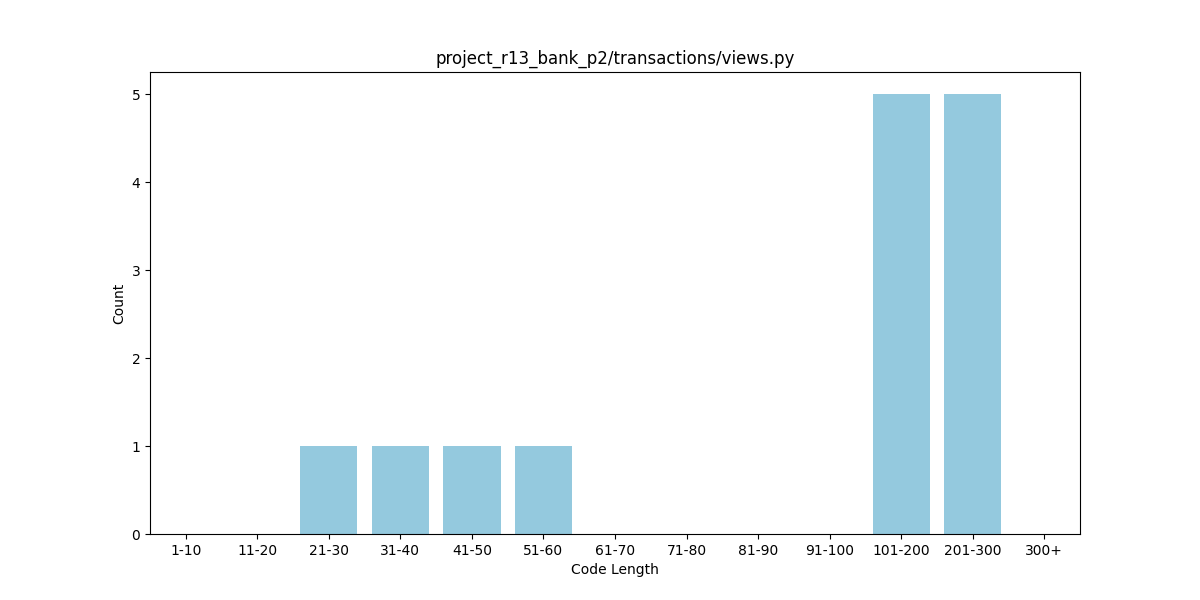 project_r13_bank_p2/transactions/views.py
5
4
3
2
1
0
Count
1-10 11-20 21-30 31-40 41-50 51-60 61-70 71-80 81-90 91-100 101-200 201-300 300+
Code Length